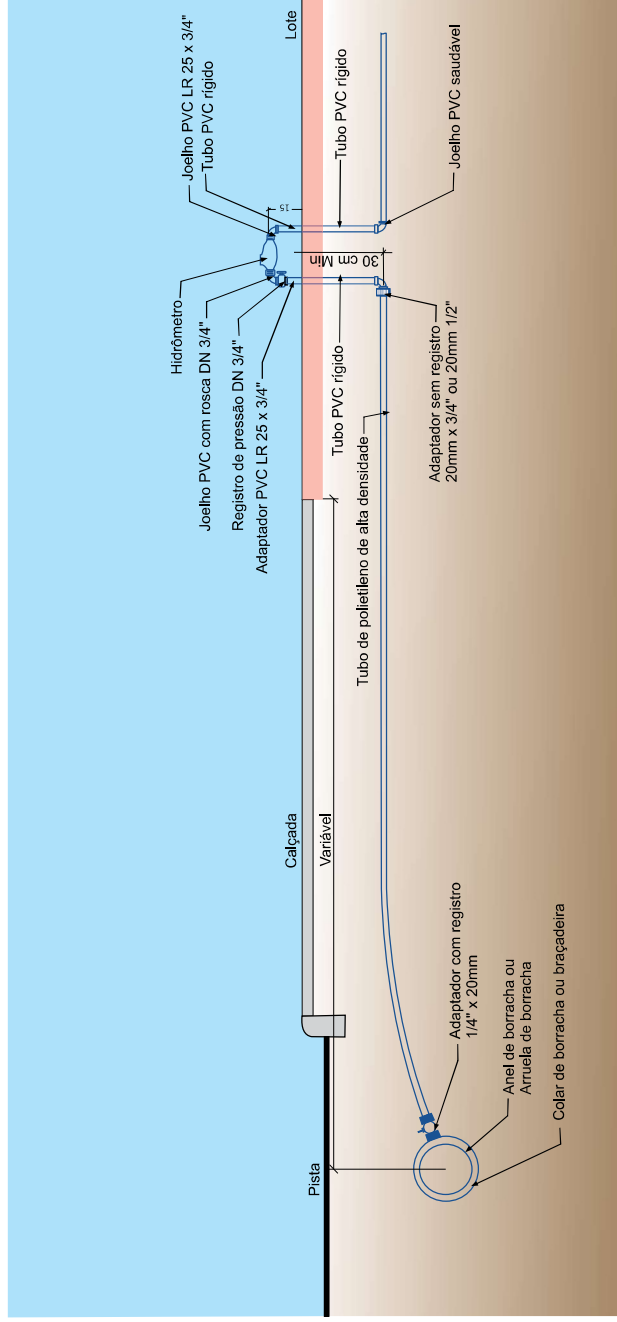 Hidrômetro
Joelho PVC com rosca DN 3/4"
Registro de pressão DN 3/4"
Adaptador PVC LR 25 x 3/4"
Joelho PVC LR 25 x 3/4"
Tubo PVC rígido
15
Lote
Calçada
Variável
Pista
Tubo PVC rígido
30 cm Min
Tubo PVC rígido
Tubo de polietileno de alta densidade
Joelho PVC saudável
Adaptador sem registro
20mm x 3/4" ou 20mm 1/2"
Adaptador com registro
1/4" x 20mm
Anel de borracha ou
Arruela de borracha
Colar de borracha ou braçadeira